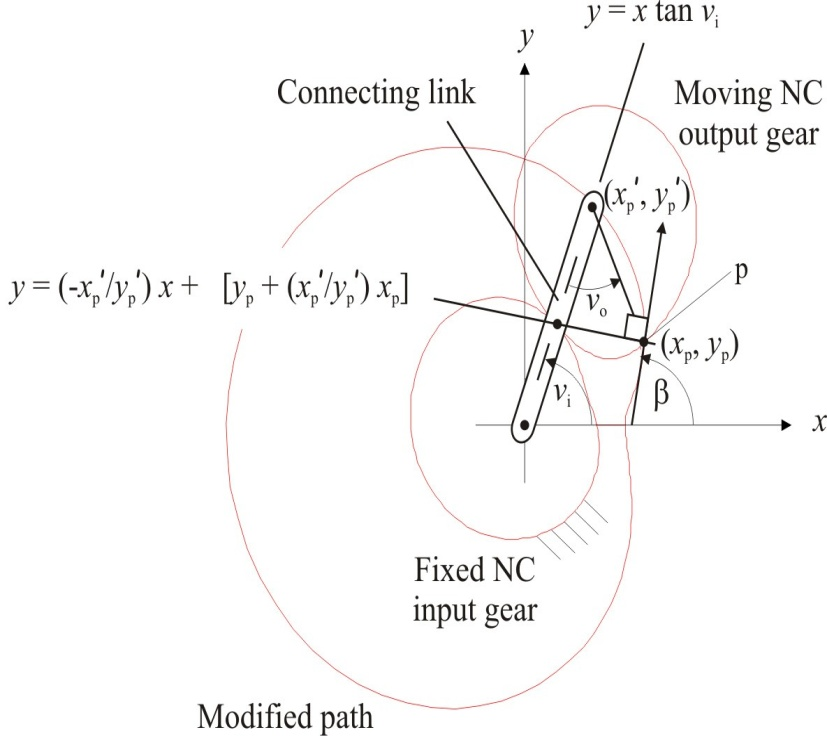 y = x tan vᵢ
y
Connecting link
Moving NC
output gear
(xₚ', yₚ')
y = (-xₚ'/yₚ') x + [yₚ + (xₚ'/yₚ') xₚ]
p
vₒ
(xₚ, yₚ)
vᵢ
β
x
Fixed NC
input gear
Modified path